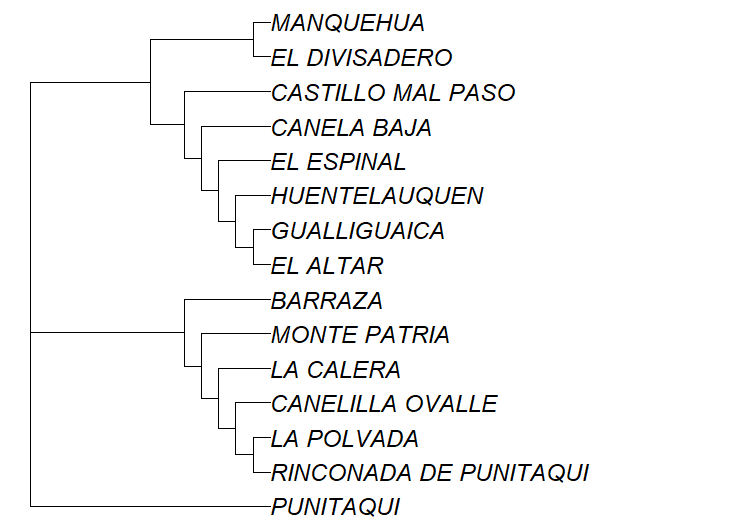 MANQUEHUA
EL DIVISADERO
CASTILLO MAL PASO
CANELA BAJA
EL ESPINAL
HUENTELAUQUEN
GUALLIGUAICA
EL ALTAR
BARRAZA
MONTE PATRIA
LA CALERA
CANELILLA OVALLE
LA POLVADA
RINCONADA DE PUNITAQUI
PUNITAQUI